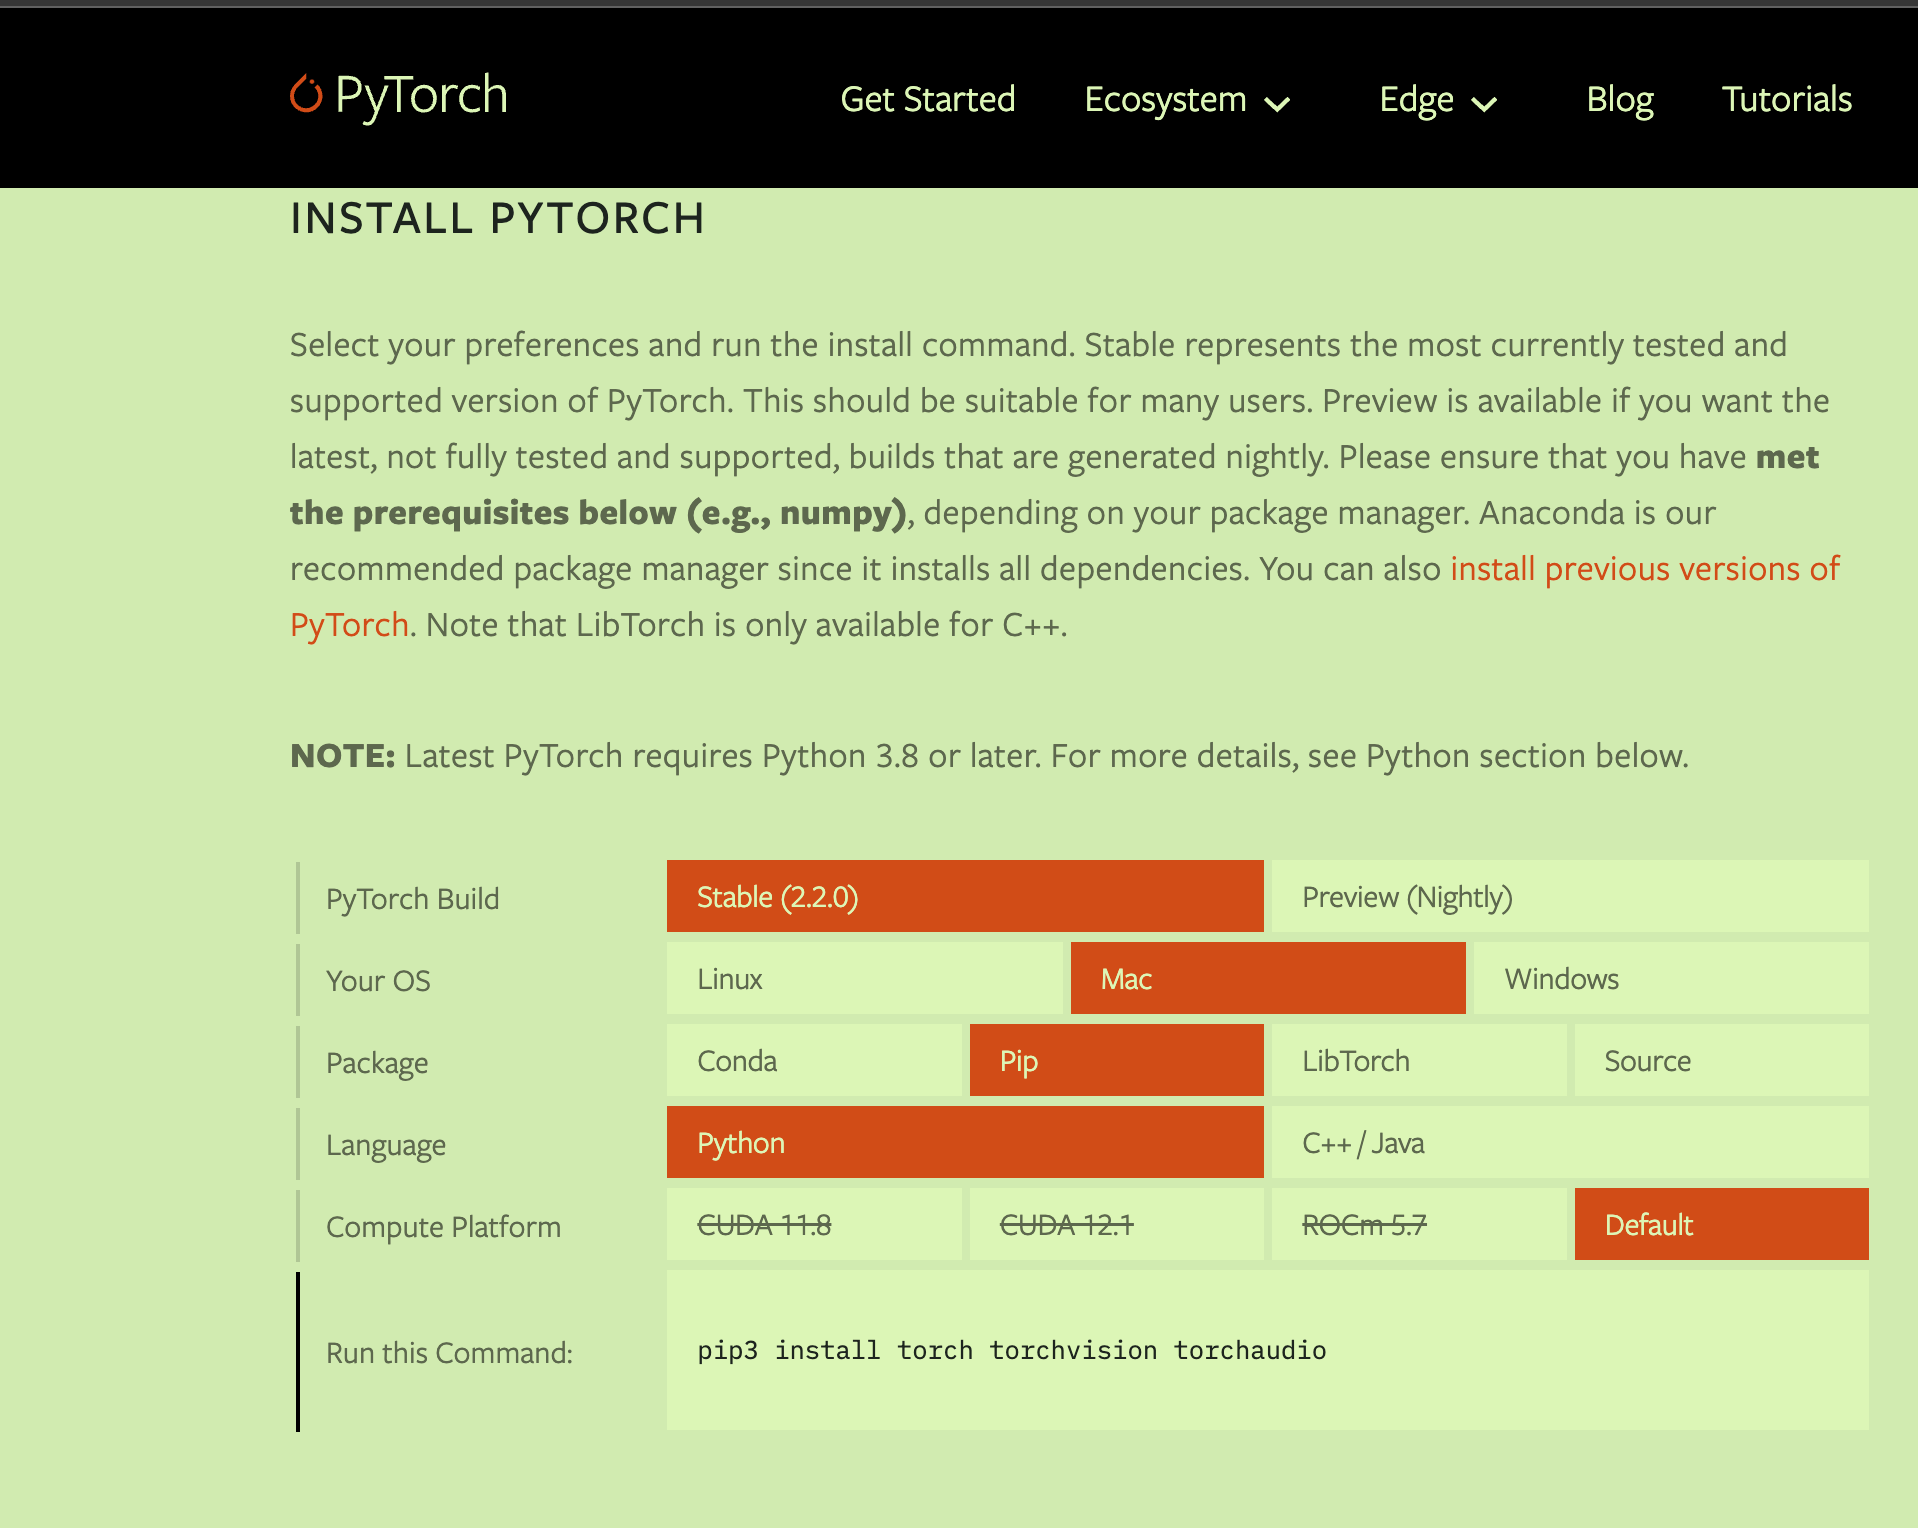 PyTorch
Get Started
Ecosystem
Edge
Blog
Tutorials
INSTALL PYTORCH
Select your preferences and run the install command. Stable represents the most currently tested and
supported version of PyTorch. This should be suitable for many users. Preview is available if you want the
latest, not fully tested and supported, builds that are generated nightly. Please ensure that you have met
the prerequisites below (e.g., numpy), depending on your package manager. Anaconda is our
recommended package manager since it installs all dependencies. You can also install previous versions of
PyTorch. Note that LibTorch is only available for C++.
NOTE: Latest PyTorch requires Python 3.8 or later. For more details, see Python section below.
PyTorch Build
Stable (2.2.0)
Preview (Nightly)
Your OS
Linux
Mac
Windows
Package
Conda
Pip
LibTorch
Source
Language
Python
C++ / Java
Compute Platform
CUDA 11.8
CUDA 12.1
ROCm 5.7
Default
Run this Command:
pip3 install torch torchvision torchaudio